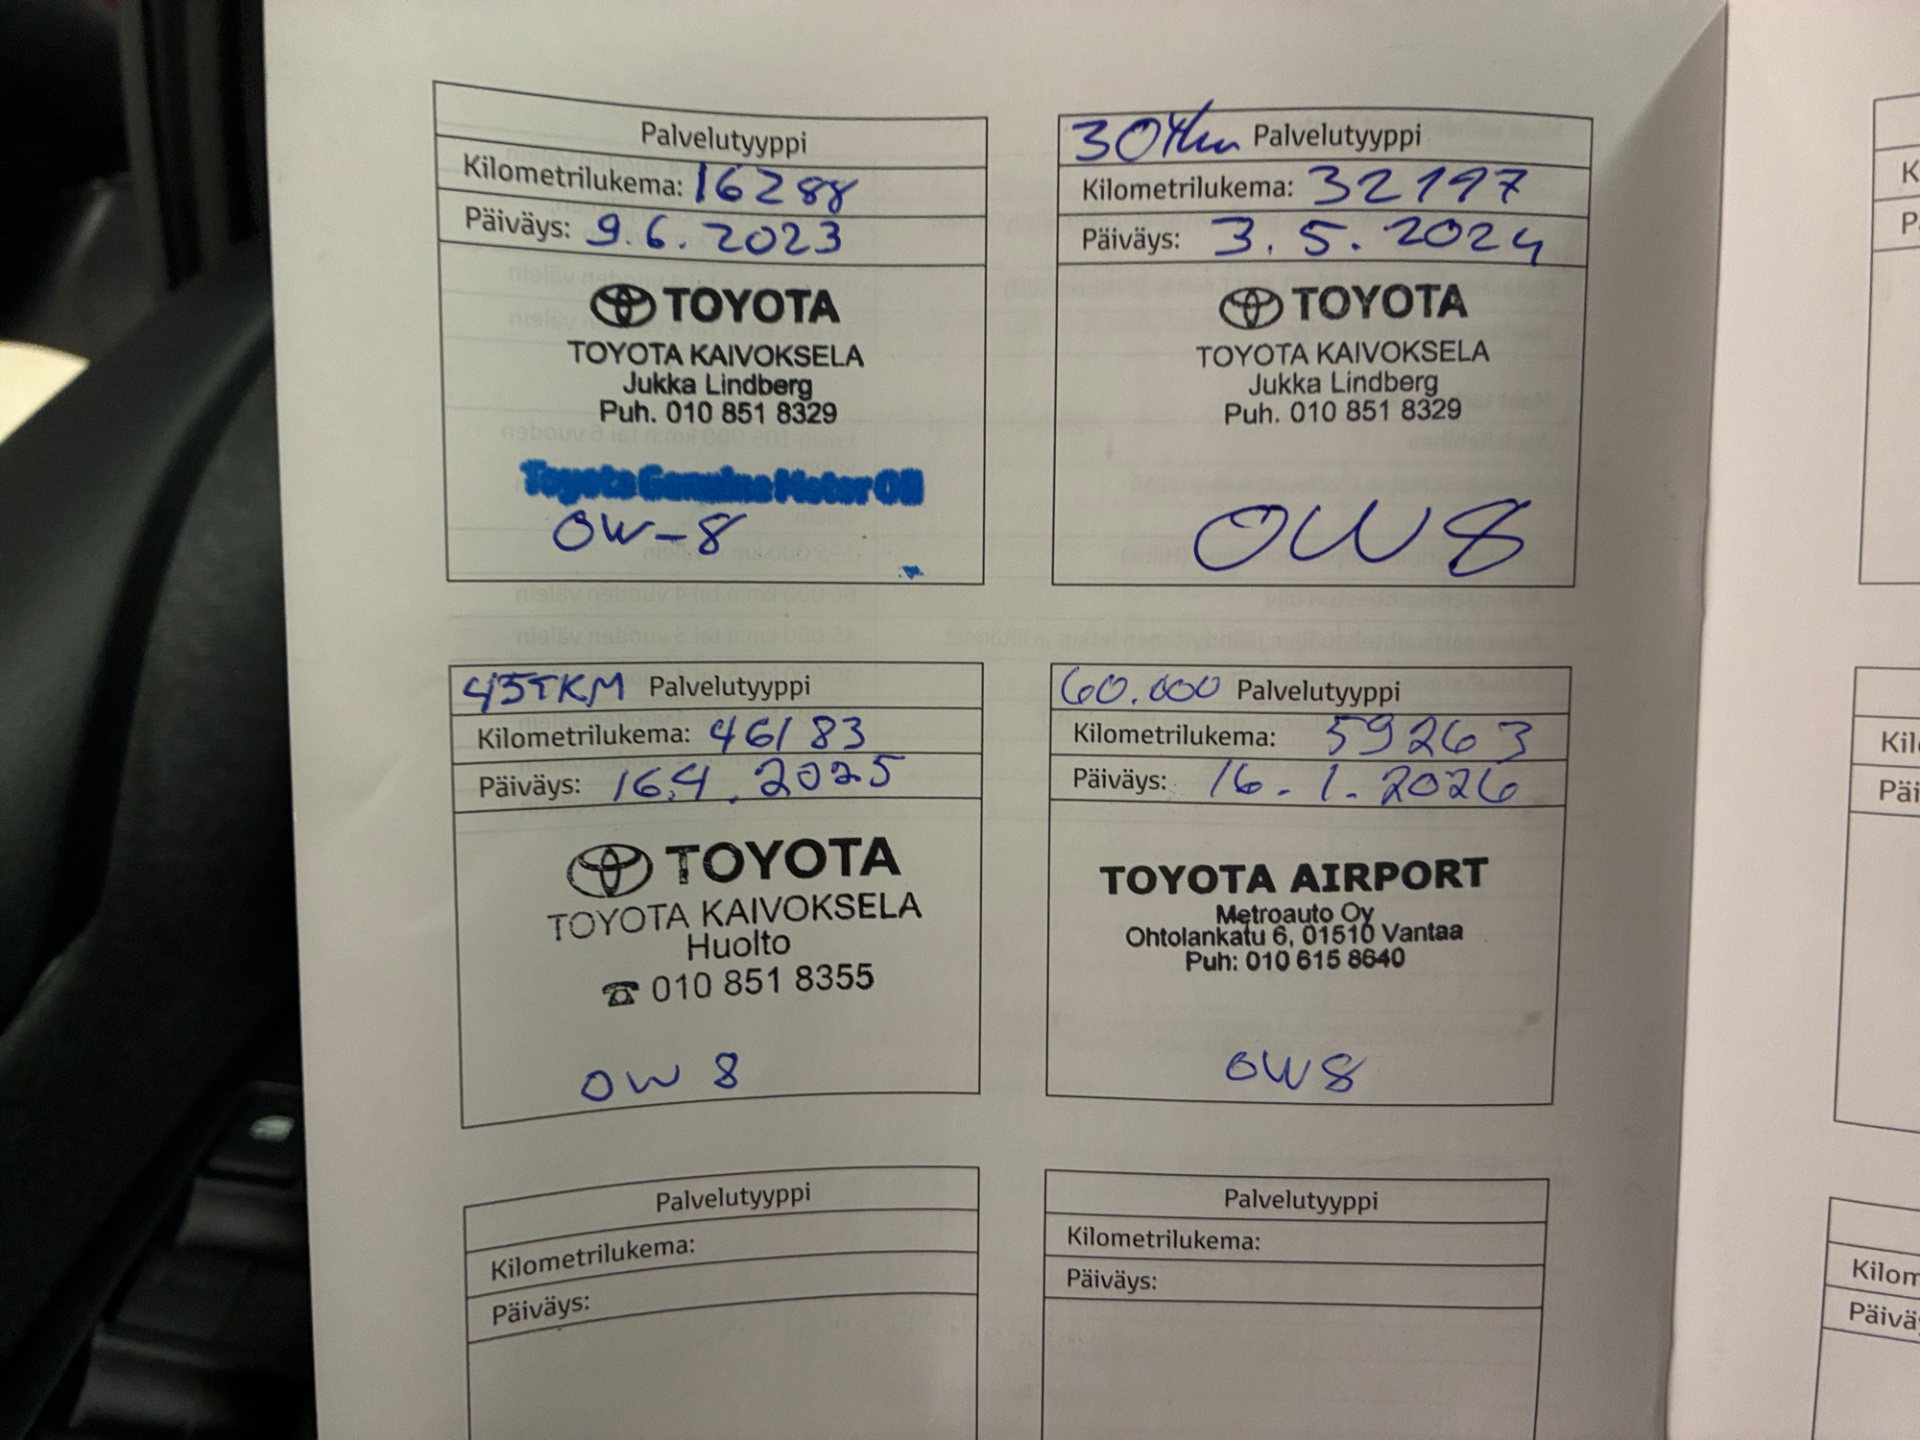 Palvelutyyppi
Kilometrilukema: 16288
Päiväys: 9.6.2023
TOYOTA
TOYOTA KAIVOKSELA
Jukka Lindberg
Puh. 010 851 8329
Toyota Genuine Motor Oil
OW-8
30tkm Palvelutyyppi
Kilometrilukema: 32197
Päiväys: 3.5.2024
TOYOTA
TOYOTA KAIVOKSELA
Jukka Lindberg
Puh. 010 851 8329
OW8
45TKM Palvelutyyppi
Kilometrilukema: 46183
Päiväys: 16.4.2025
TOYOTA
TOYOTA KAIVOKSELA
Huolto
☎ 010 851 8355
OW 8
60.000 Palvelutyyppi
Kilometrilukema: 59263
Päiväys: 16.1.2026
TOYOTA AIRPORT
Metroauto Oy
Ohtolankatu 6, 01510 Vantaa
Puh: 010 615 8640
OW8
Palvelutyyppi
Kilometrilukema:
Päiväys:
Palvelutyyppi
Kilometrilukema:
Päiväys: